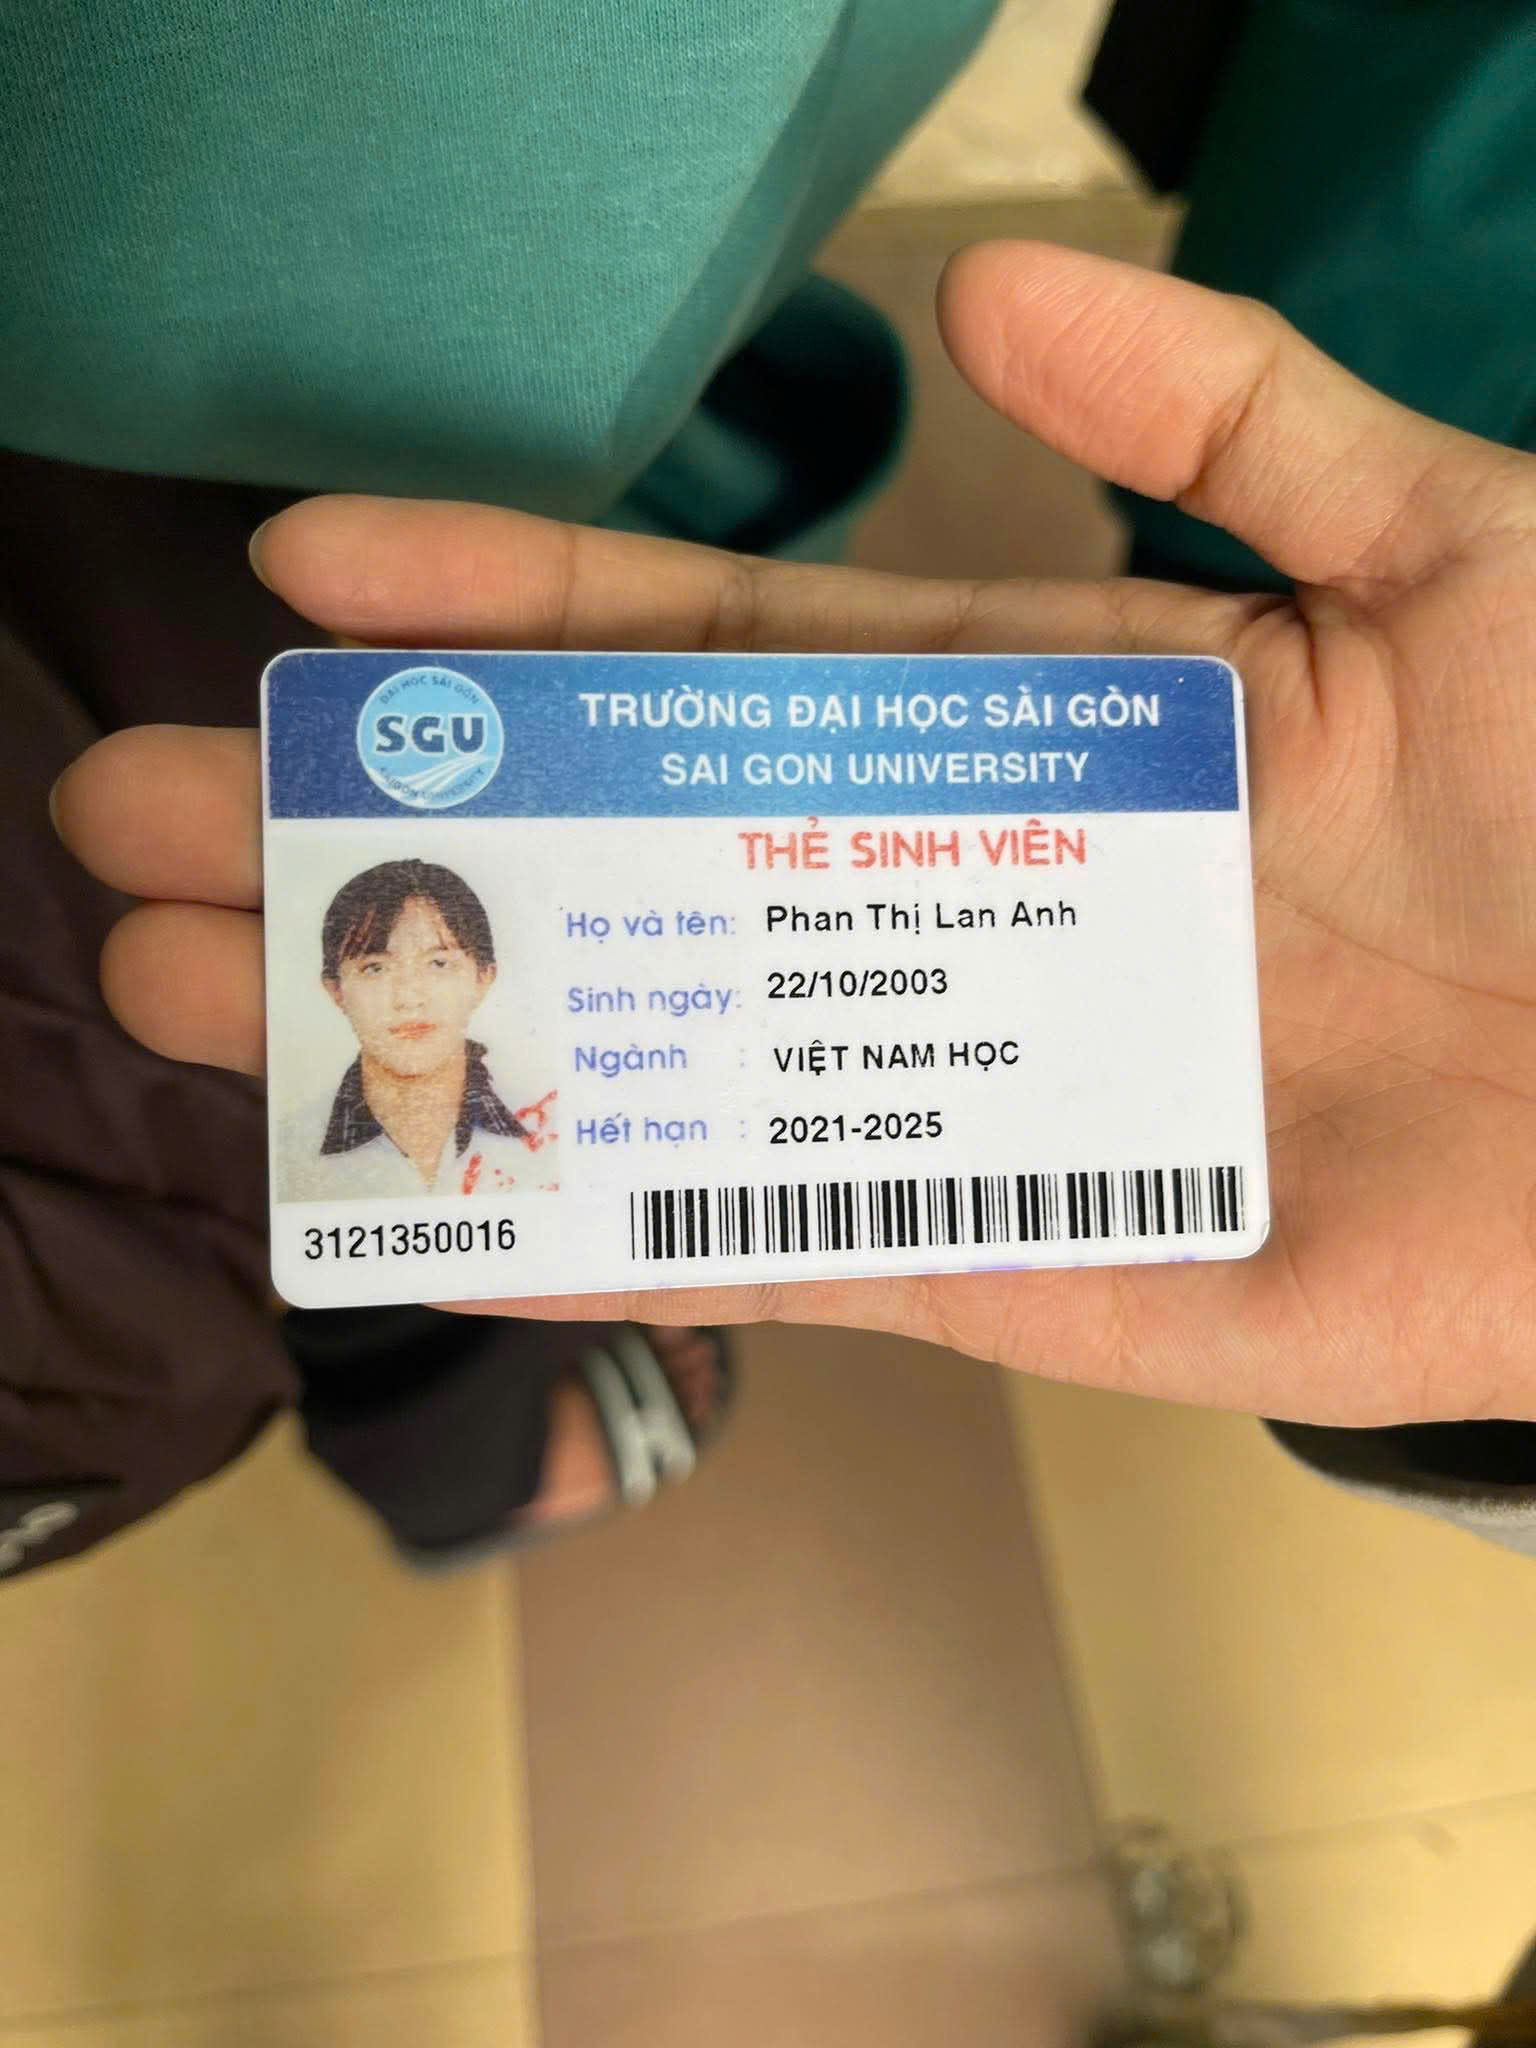 ĐẠI HỌC SÀI GÒN
SGU
SAIGON UNIVERSITY
TRƯỜNG ĐẠI HỌC SÀI GÒN
SAI GON UNIVERSITY
THẺ SINH VIÊN
Họ và tên: Phan Thị Lan Anh
Sinh ngày: 22/10/2003
Ngành : VIỆT NAM HỌC
Hết hạn : 2021-2025
3121350016